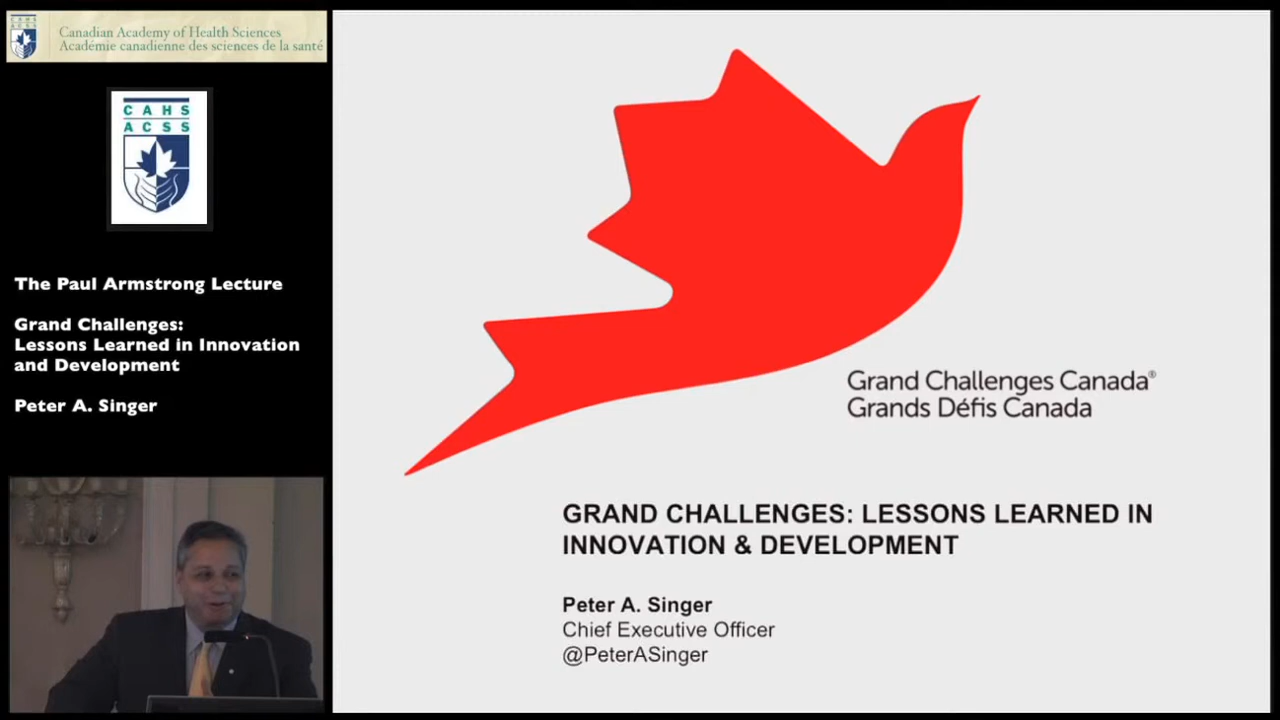 CAHS
ACSS
Canadian Academy of Health Sciences
Académie canadienne des sciences de la santé
CAHS
ACSS
The Paul Armstrong Lecture
Grand Challenges:
Lessons Learned in Innovation
and Development
Peter A. Singer
Grand Challenges Canada®
Grands Défis Canada
GRAND CHALLENGES: LESSONS LEARNED IN
INNOVATION & DEVELOPMENT
Peter A. Singer
Chief Executive Officer
@PeterASinger